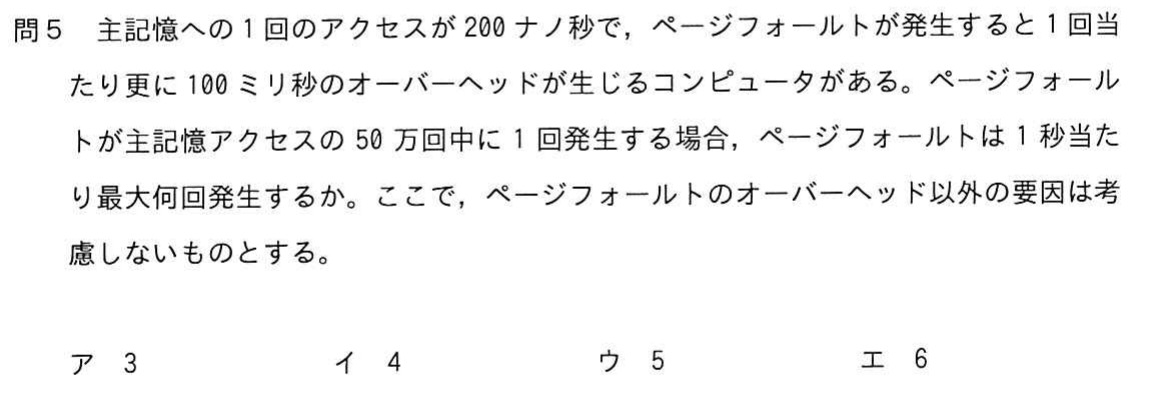 問５　主記憶への１回のアクセスが 200 ナノ秒で，ページフォールトが発生すると１回当
たり更に 100 ミリ秒のオーバーヘッドが生じるコンピュータがある。ページフォール
トが主記憶アクセスの 50 万回中に１回発生する場合，ページフォールトは１秒当た
り最大何回発生するか。ここで，ページフォールトのオーバーヘッド以外の要因は考
慮しないものとする。
ア　3　　イ　4　　ウ　5　　エ　6